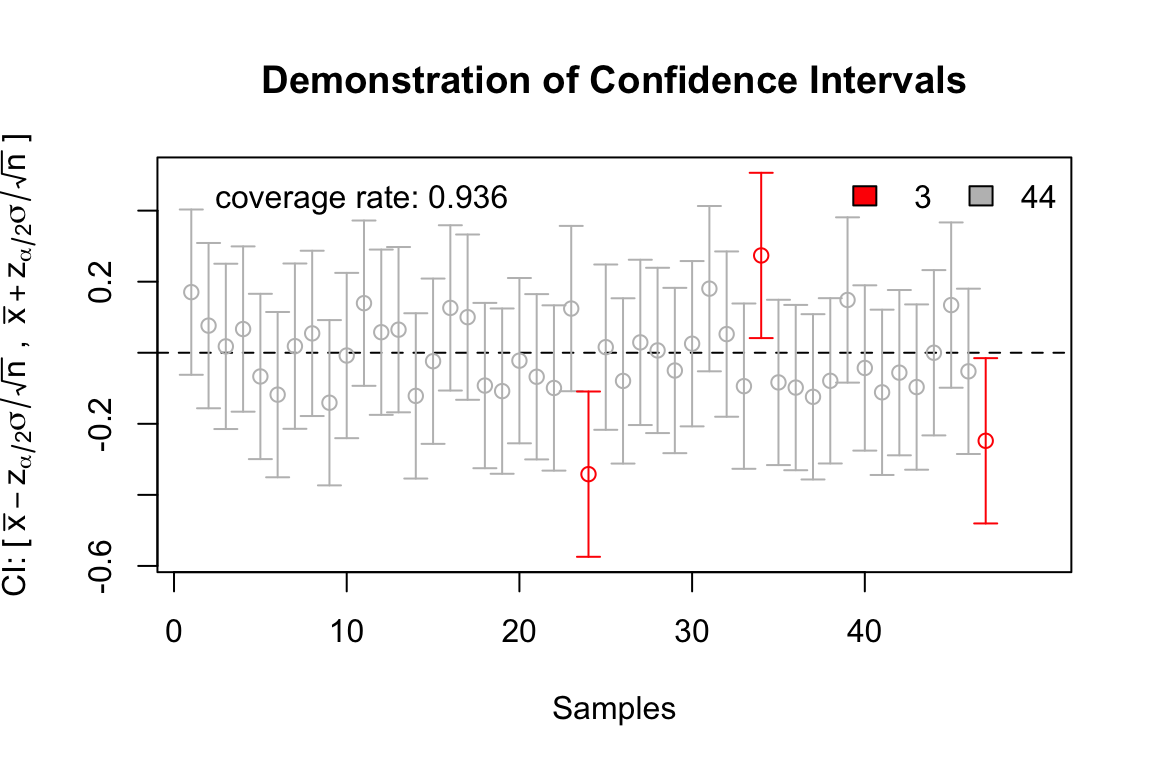 Demonstration of Confidence Intervals
CI: [ x̅ − zα/2σ/√n , x̅ + zα/2σ/√n ]
coverage rate: 0.936
3 44
0.2
-0.2
-0.6
0 10 20 30 40
Samples